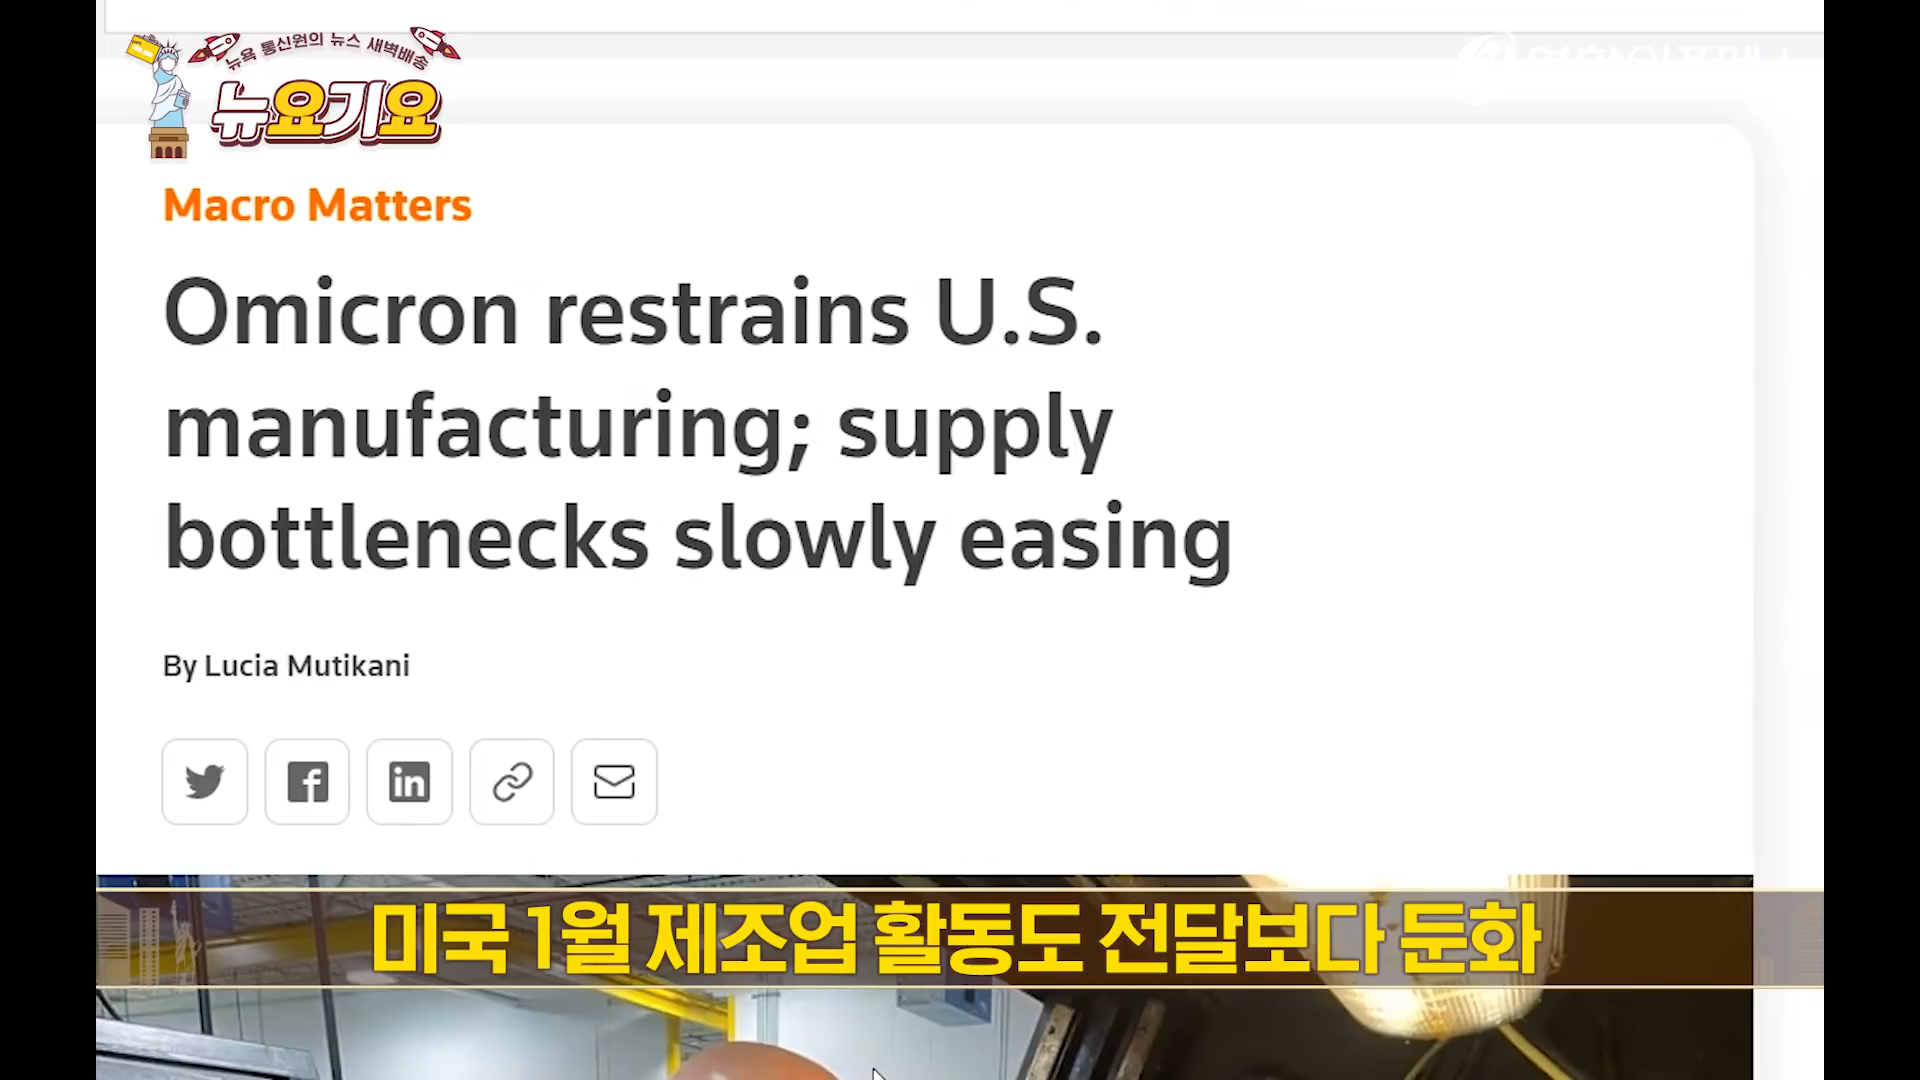 뉴욕 통신원의 뉴스 새벽배송
뉴요기요
Macro Matters
Omicron restrains U.S.
manufacturing; supply
bottlenecks slowly easing
By Lucia Mutikani
미국 1월 제조업 활동도 전달보다 둔화